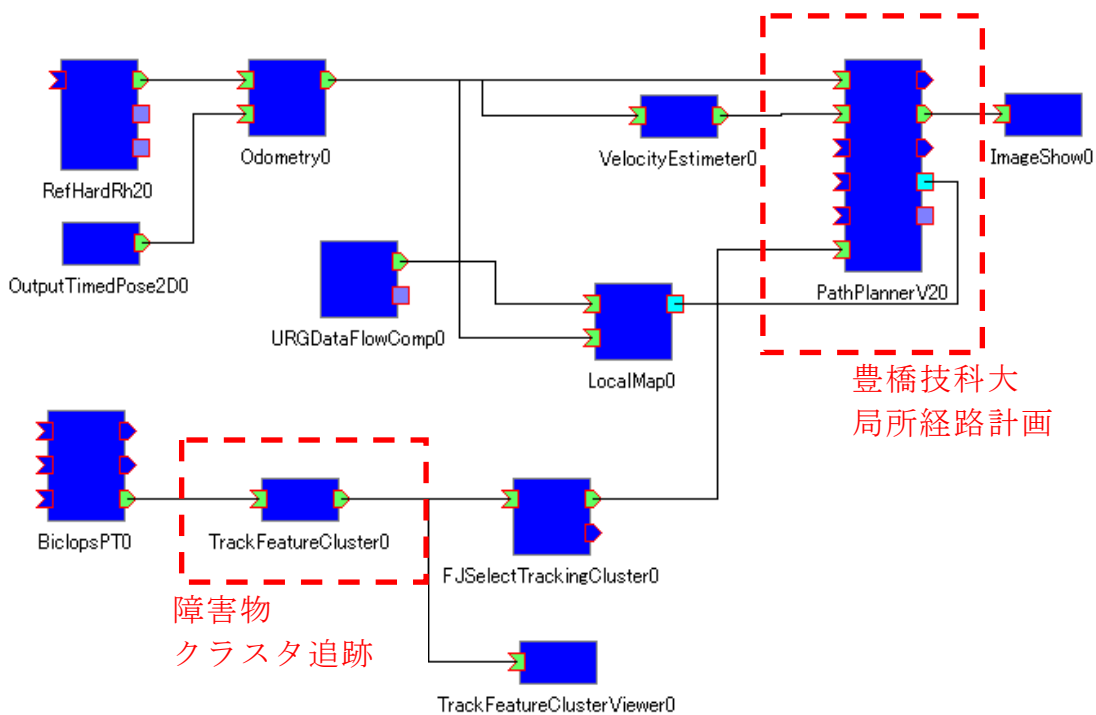 RefHardRh20
Odometry0
VelocityEstimeter0
ImageShow0
OutputTimedPose2D0
URGDataFlowComp0
PathPlannerV20
LocalMap0
豊橋技科大
局所経路計画
BiclopsPT0
TrackFeatureCluster0
FJSelectTrackingCluster0
障害物
クラスタ追跡
TrackFeatureClusterViewer0